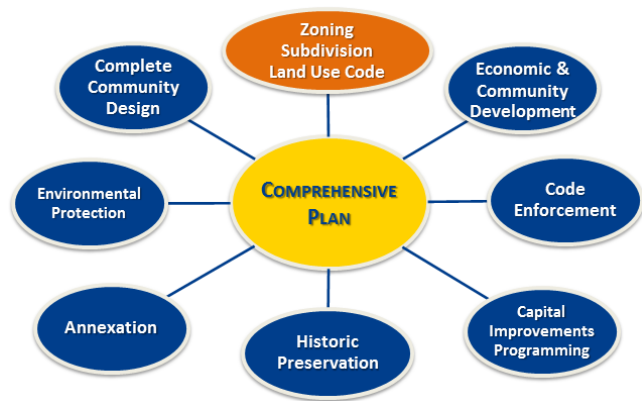 Zoning
Subdivision
Land Use Code
Complete
Community
Design
Economic &
Community
Development
Environmental
Protection
COMPREHENSIVE
PLAN
Code
Enforcement
Annexation
Historic
Preservation
Capital
Improvements
Programming